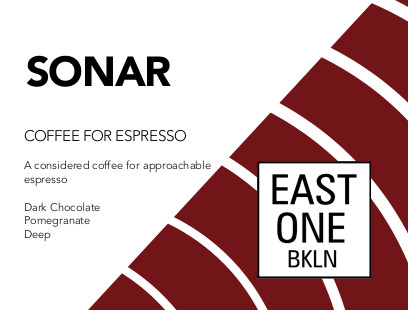 SONAR
COFFEE FOR ESPRESSO
A considered coffee for approachable
espresso
Dark Chocolate
Pomegranate
Deep
EAST
ONE
BKLN